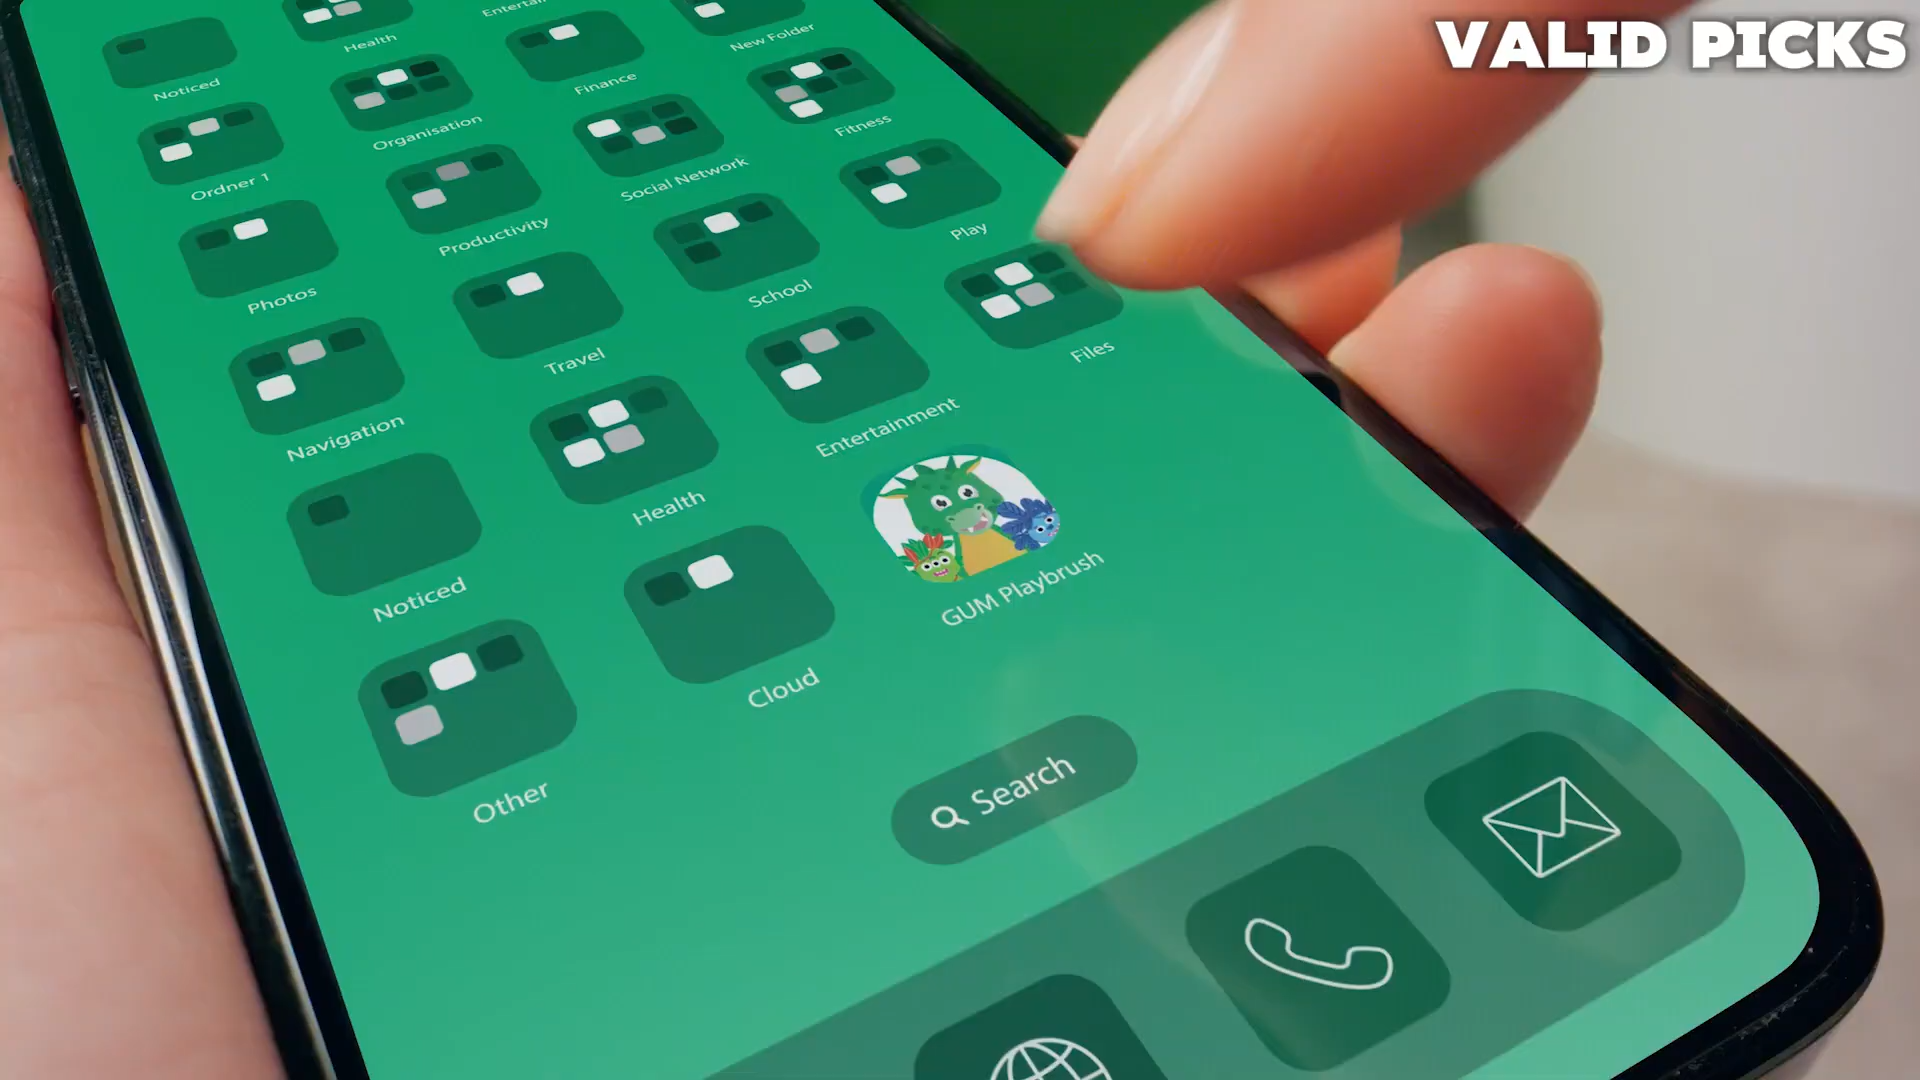 VALID PICKS
Noticed
Health
Entertain
New Folder
Ordner 1
Organisation
Finance
Fitness
Photos
Productivity
Social Network
Play
Navigation
Travel
School
Files
Noticed
Health
Entertainment
Other
Cloud
GUM Playbrush
Search